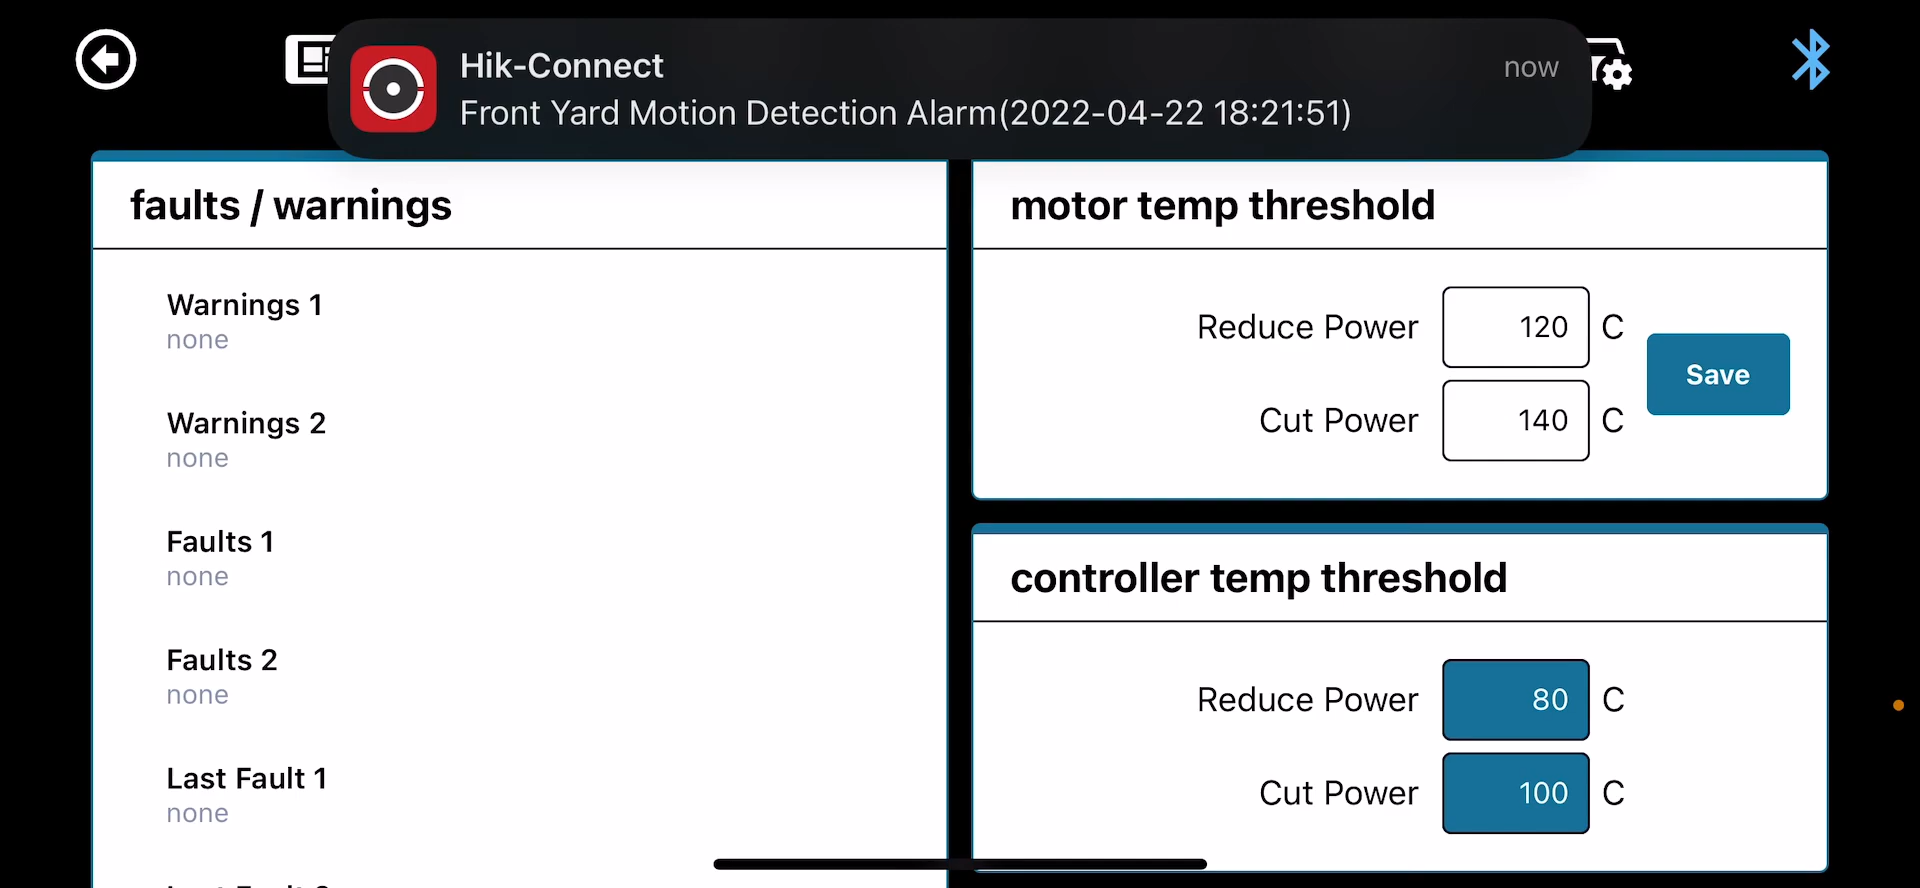 Hik-Connect
now
Front Yard Motion Detection Alarm(2022-04-22 18:21:51)
faults / warnings
Warnings 1
none
Warnings 2
none
Faults 1
none
Faults 2
none
Last Fault 1
none
motor temp threshold
Reduce Power 120 C
Save
Cut Power 140 C
controller temp threshold
Reduce Power 80 C
Cut Power 100 C